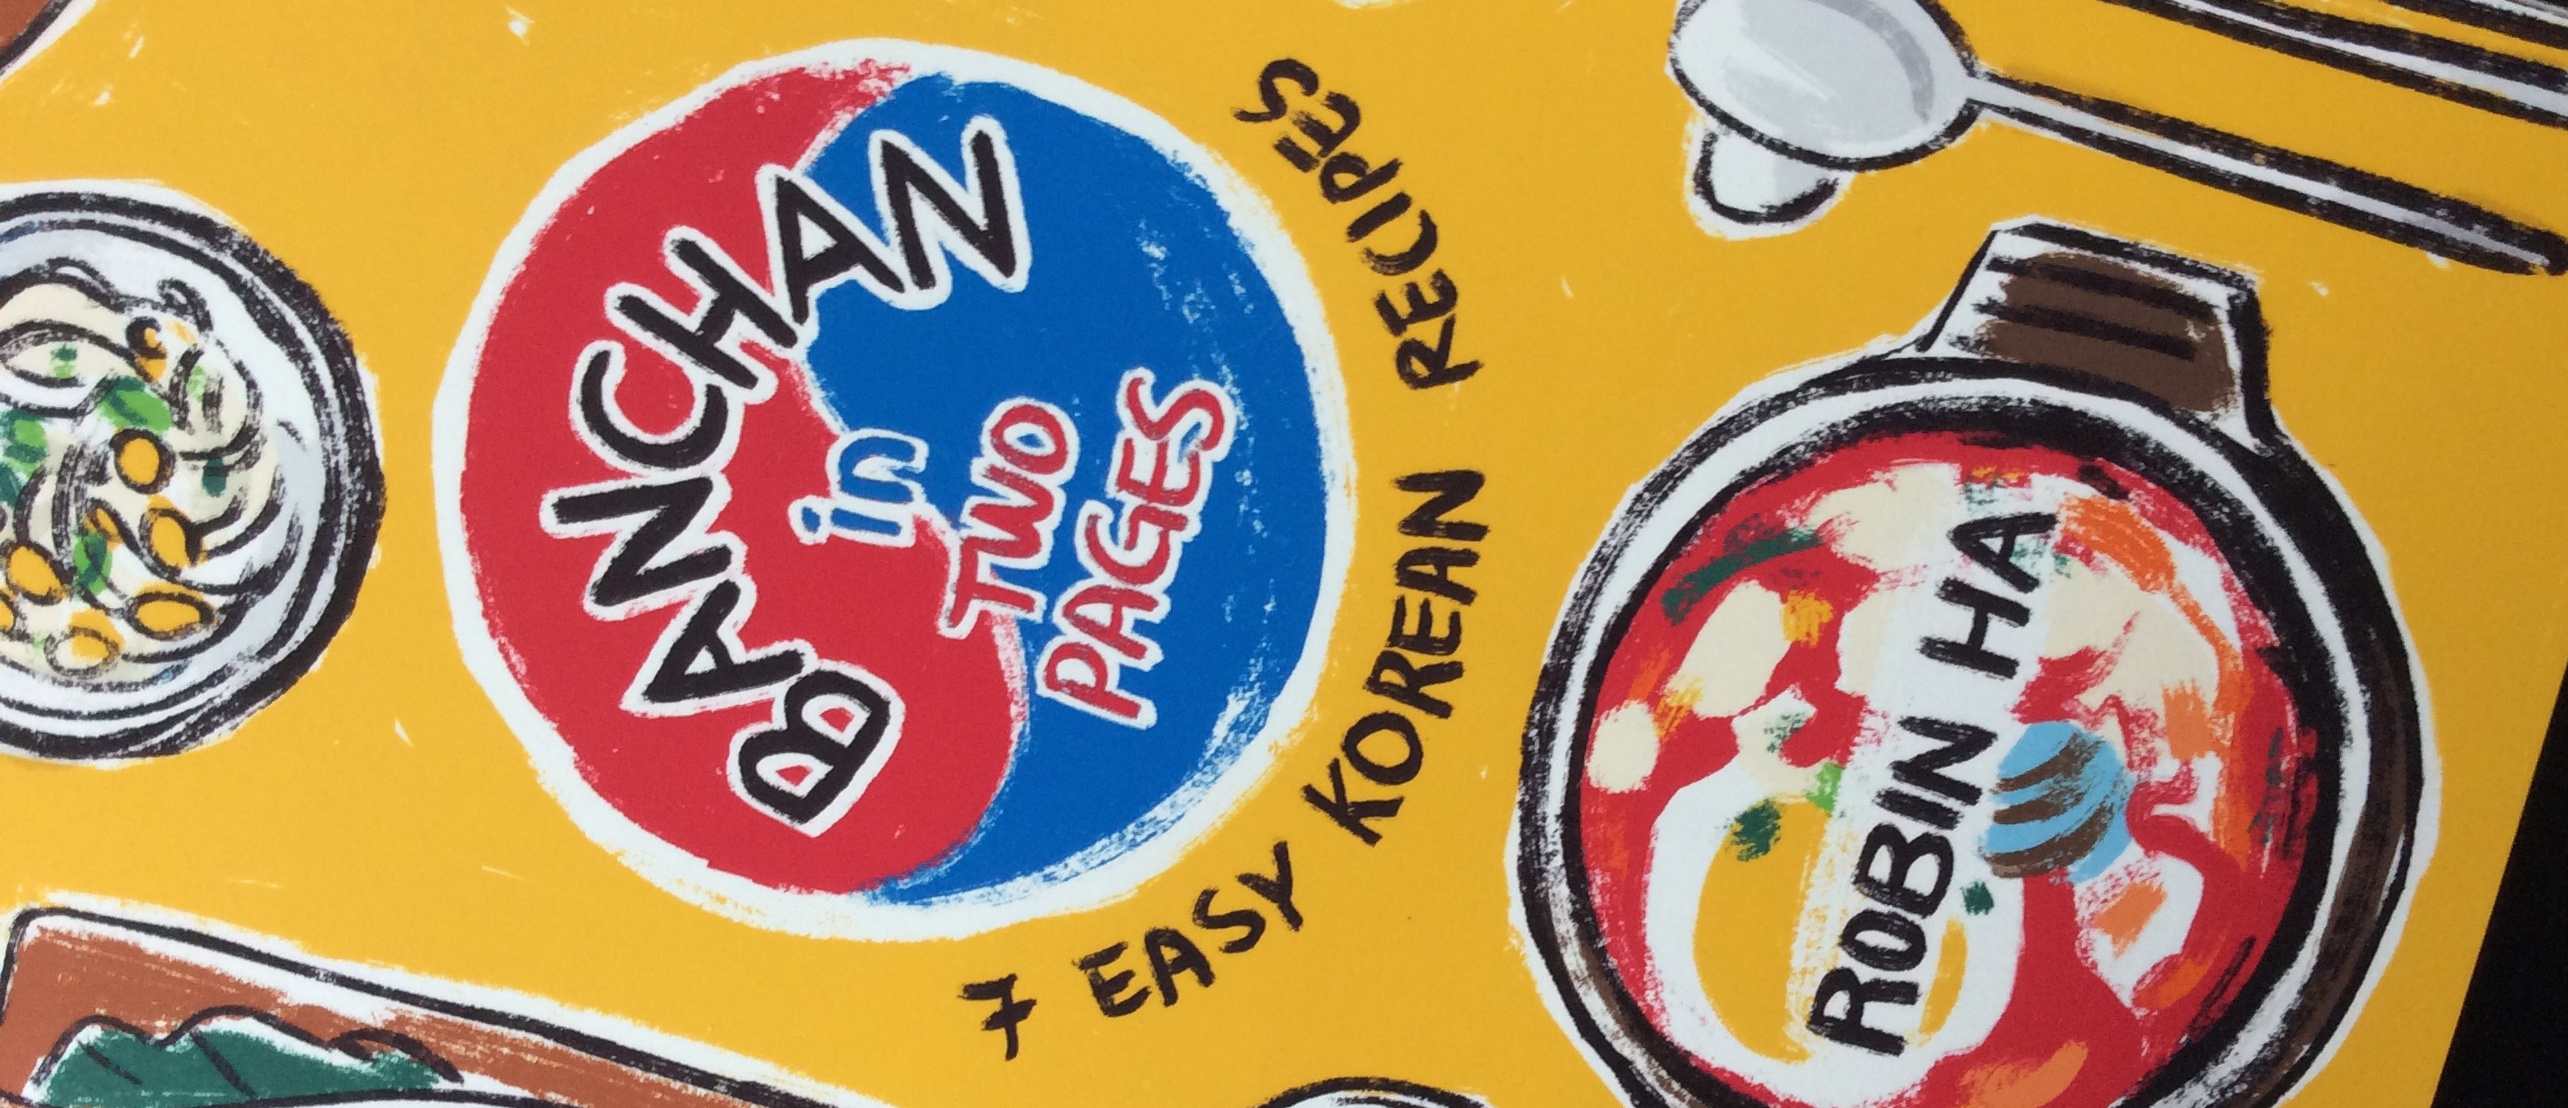 BANCHAN
in
TWO
PAGES
7 EASY KOREAN RECIPES
ROBIN HA